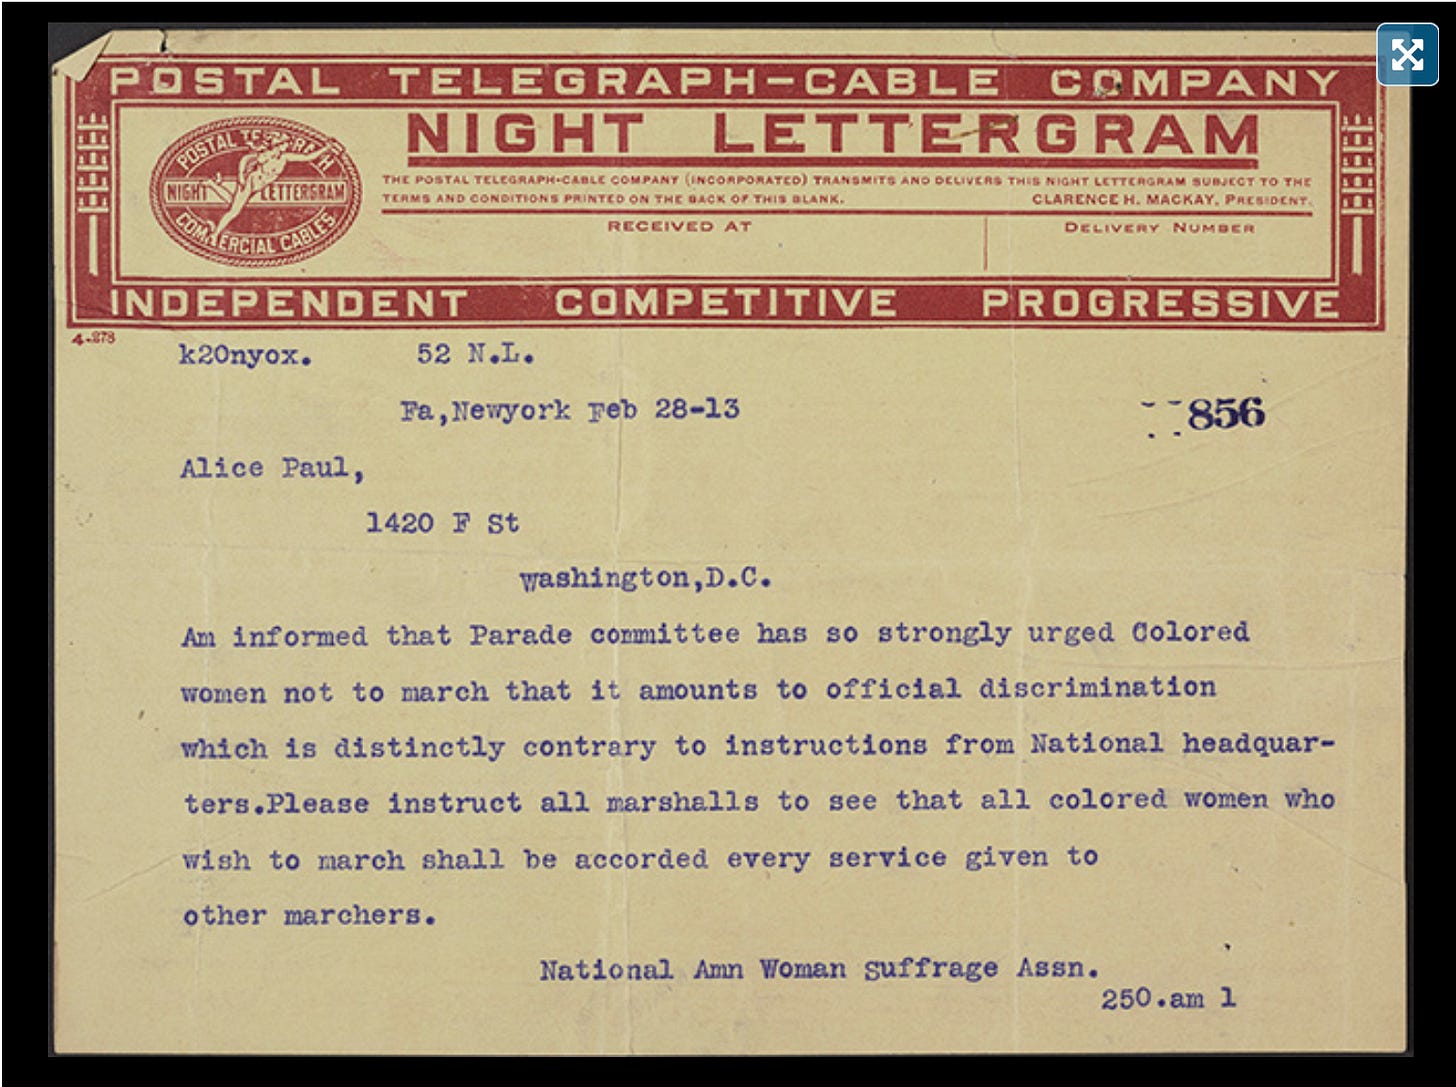 POSTAL TELEGRAPH-CABLE COMPANY
NIGHT LETTERGRAM
POSTAL TELEGRAPH
NIGHT LETTERGRAM
COMMERCIAL CABLES
THE POSTAL TELEGRAPH-CABLE COMPANY (INCORPORATED) TRANSMITS AND DELIVERS THIS NIGHT LETTERGRAM SUBJECT TO THE
TERMS AND CONDITIONS PRINTED ON THE BACK OF THIS BLANK. CLARENCE H. MACKAY, PRESIDENT.
RECEIVED AT DELIVERY NUMBER
INDEPENDENT COMPETITIVE PROGRESSIVE
4-278
k20nyox. 52 N.L.
Fa,Newyork Feb 28-13
856
Alice Paul,
1420 F St
Washington,D.C.
Am informed that Parade committee has so strongly urged Colored
women not to march that it amounts to official discrimination
which is distinctly contrary to instructions from National headquar-
ters.Please instruct all marshalls to see that all colored women who
wish to march shall be accorded every service given to
other marchers.
National Amn Woman Suffrage Assn.
250.am 1